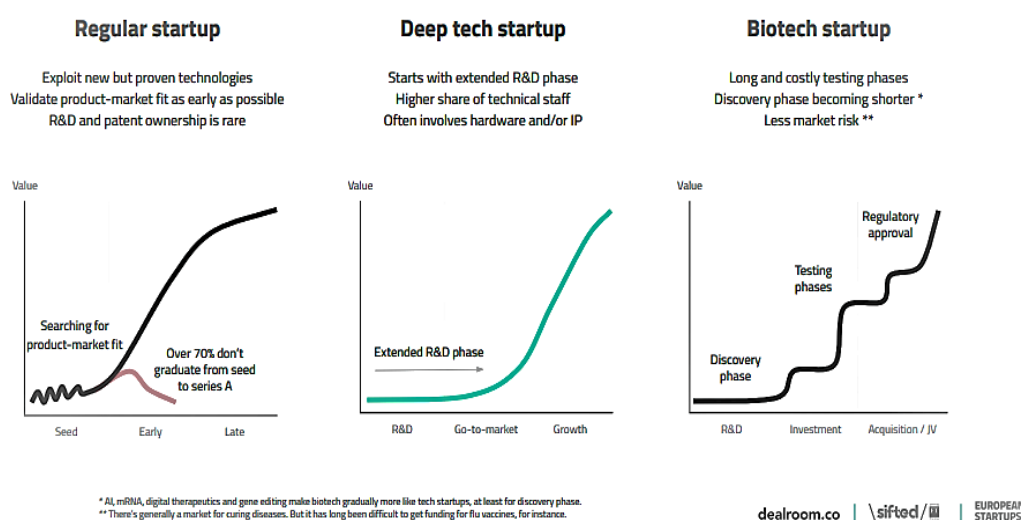 Regular startup
Exploit new but proven technologies
Validate product-market fit as early as possible
R&D and patent ownership is rare
Value
Searching for
product-market fit
Over 70% don't
graduate from seed
to series A
Seed Early Late
Deep tech startup
Starts with extended R&D phase
Higher share of technical staff
Often involves hardware and/or IP
Value
Extended R&D phase
R&D Go-to-market Growth
Biotech startup
Long and costly testing phases
Discovery phase becoming shorter *
Less market risk **
Value
Regulatory
approval
Testing
phases
Discovery
phase
R&D Investment Acquisition / JV
* AI, mRNA, digital therapeutics and gene editing make biotech gradually more like tech startups, at least for discovery phase.
** There's generally a market for curing diseases. But it has long been difficult to get funding for flu vaccines, for instance.
dealroom.co | \sifted/ | EUROPEAN
STARTUPS